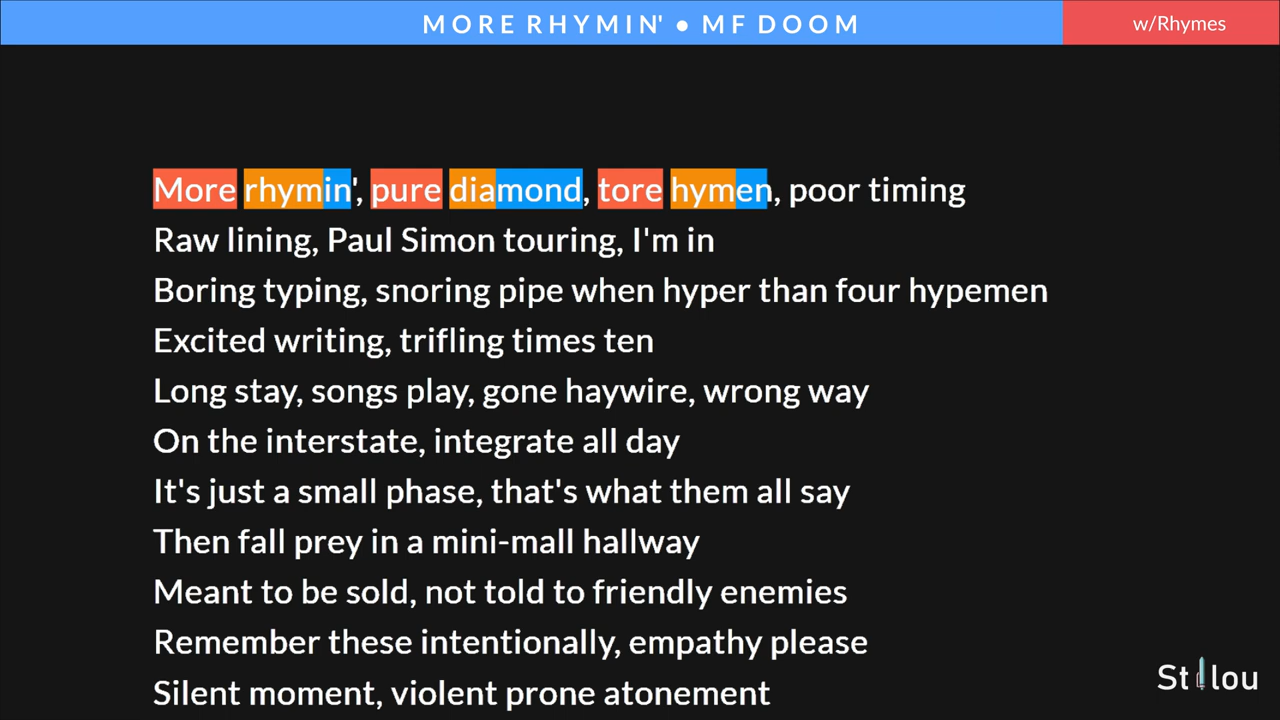 MORE RHYMIN' • MF DOOM
w/Rhymes
More rhymin', pure diamond, tore hymen, poor timing
Raw lining, Paul Simon touring, I'm in
Boring typing, snoring pipe when hyper than four hypemen
Excited writing, trifling times ten
Long stay, songs play, gone haywire, wrong way
On the interstate, integrate all day
It's just a small phase, that's what them all say
Then fall prey in a mini-mall hallway
Meant to be sold, not told to friendly enemies
Remember these intentionally, empathy please
Silent moment, violent prone atonement
Stilou